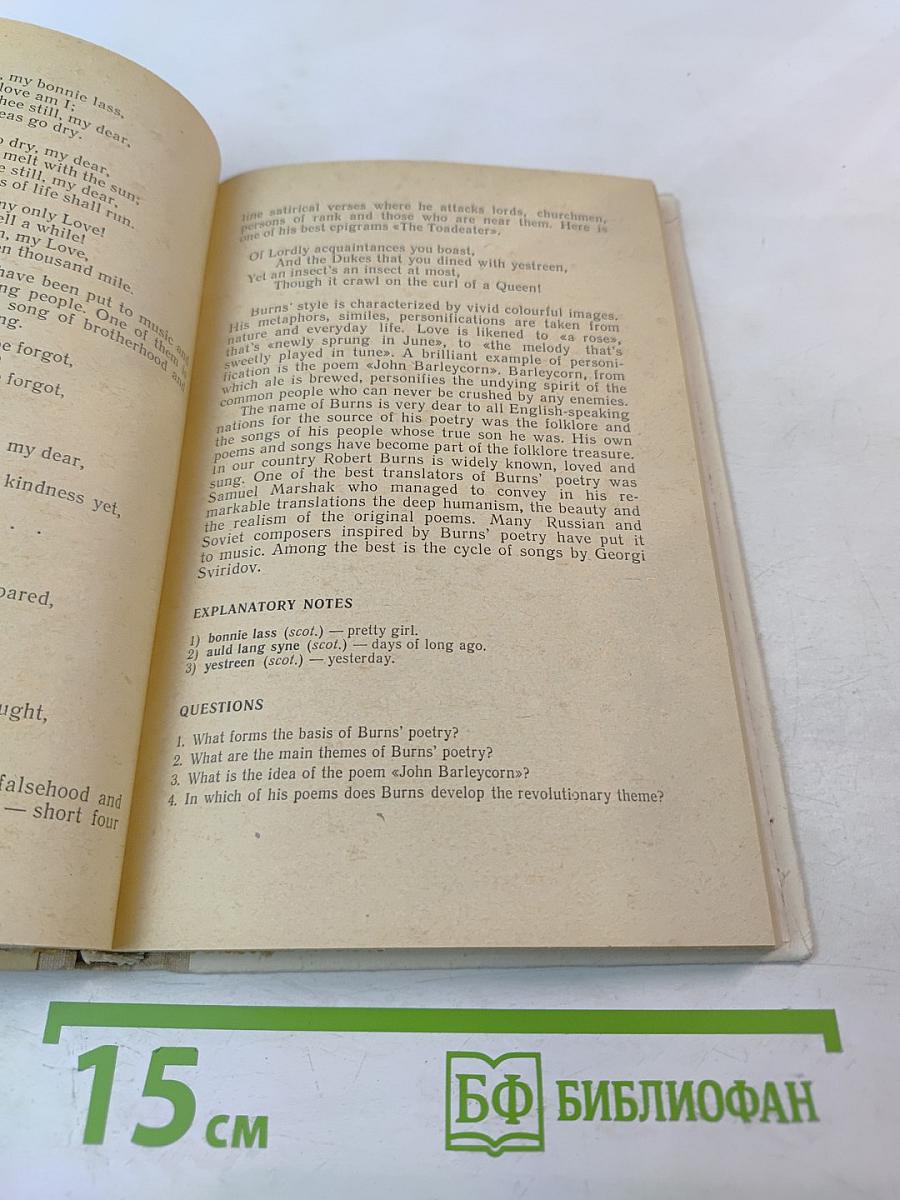 , my bonnie lass,
love am I;
hee still, my dear,
eas go dry.
o dry, my dear,
melt with the sun;
e still, my dear,
s of life shall run.
ny only Love!
ell a while!
n, my Love,
en thousand mile.
have been put to music and
ng people. One of them is
song of brotherhood and
ng.
e forgot,
forgot,
my dear,
kindness yet,
. .
pared,
ught,
falsehood and
— short four
line satirical verses where he attacks lords, churchmen,
persons of rank and those who are near them. Here is
one of his best epigrams «The Toadeater».
Of Lordly acquaintances you boast,
And the Dukes that you dined with yestreen,
Yet an insect's an insect at most,
Though it crawl on the curl of a Queen!
Burns' style is characterized by vivid colourful images.
His metaphors, similes, personifications are taken from
nature and everyday life. Love is likened to «a rose»,
that's «newly sprung in June», to «the melody that's
sweetly played in tune». A brilliant example of personi-
fication is the poem «John Barleycorn». Barleycorn, from
which ale is brewed, personifies the undying spirit of the
common people who can never be crushed by any enemies.
The name of Burns is very dear to all English-speaking
nations for the source of his poetry was the folklore and
the songs of his people whose true son he was. His own
poems and songs have become part of the folklore treasure.
In our country Robert Burns is widely known, loved and
sung. One of the best translators of Burns' poetry was
Samuel Marshak who managed to convey in his re-
markable translations the deep humanism, the beauty and
the realism of the original poems. Many Russian and
Soviet composers inspired by Burns' poetry have put it
to music. Among the best is the cycle of songs by Georgi
Sviridov.
EXPLANATORY NOTES
1) bonnie lass (scot.) — pretty girl.
2) auld lang syne (scot.) — days of long ago.
3) yestreen (scot.) — yesterday.
QUESTIONS
1. What forms the basis of Burns' poetry?
2. What are the main themes of Burns' poetry?
3. What is the idea of the poem «John Barleycorn»?
4. In which of his poems does Burns develop the revolutionary theme?
15 см
БФ БИБЛИОФАН